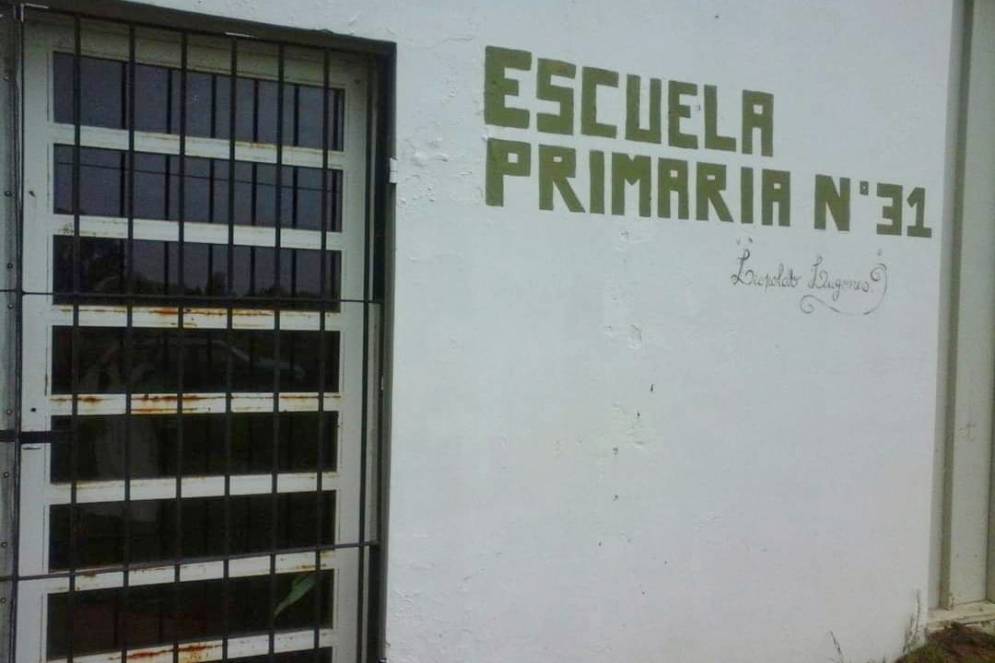 ESCUELA
PRIMARIA N° 31
Leopoldo Lugones